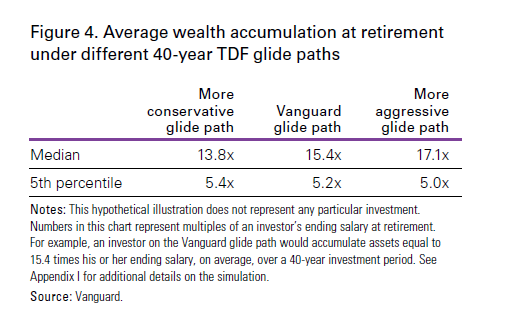 Figure 4. Average wealth accumulation at retirement
under different 40-year TDF glide paths
More conservative glide path Vanguard glide path More aggressive glide path
Median 13.8x 15.4x 17.1x
5th percentile 5.4x 5.2x 5.0x
Notes: This hypothetical illustration does not represent any particular investment.
Numbers in this chart represent multiples of an investor's ending salary at retirement.
For example, an investor on the Vanguard glide path would accumulate assets equal to
15.4 times his or her ending salary, on average, over a 40-year investment period. See
Appendix I for additional details on the simulation.
Source: Vanguard.